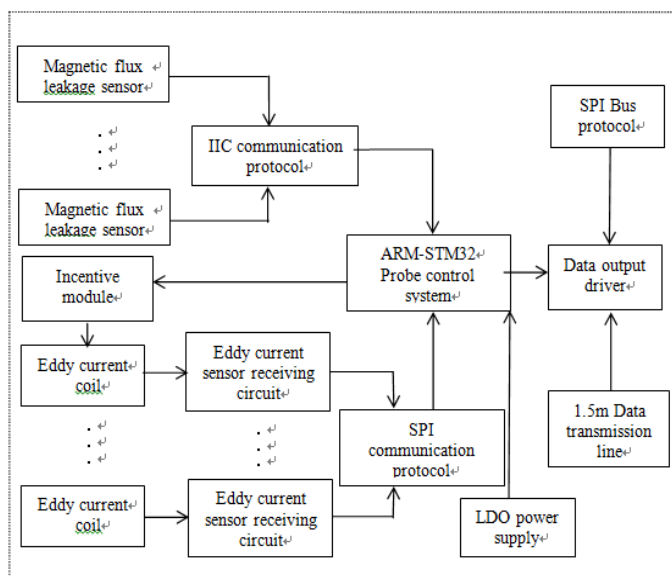 Magnetic flux
leakage sensor
IIC communication
protocol
Magnetic flux
leakage sensor
SPI Bus
protocol
ARM-STM32
Probe control
system
Data output
driver
Incentive
module
Eddy current
coil
Eddy current
sensor receiving
circuit
SPI
communication
protocol
1.5m Data
transmission
line
Eddy current
coil
Eddy current
sensor receiving
circuit
LDO power
supply